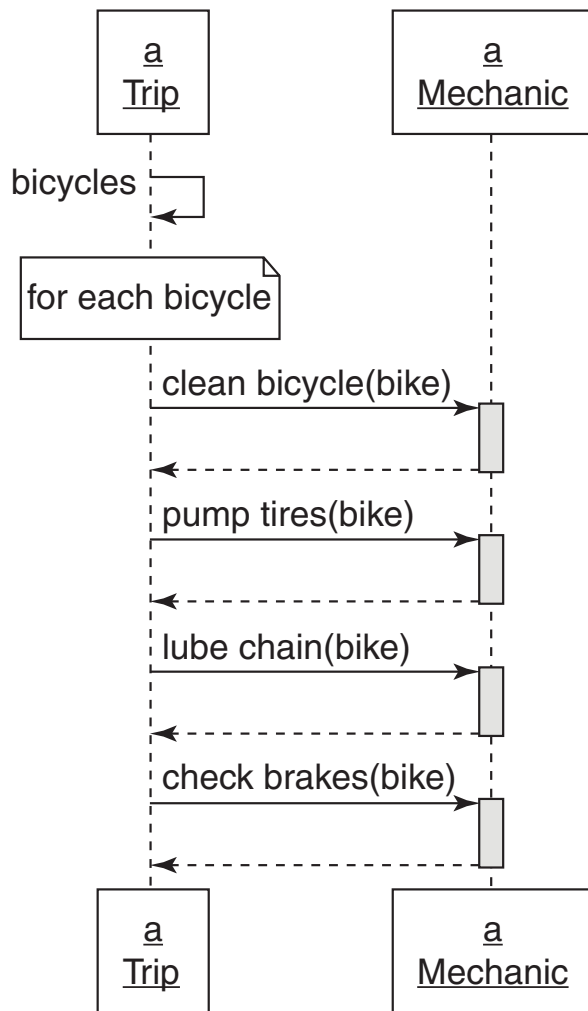 a
Trip
a
Mechanic
bicycles
for each bicycle
clean bicycle(bike)
pump tires(bike)
lube chain(bike)
check brakes(bike)
a
Trip
a
Mechanic